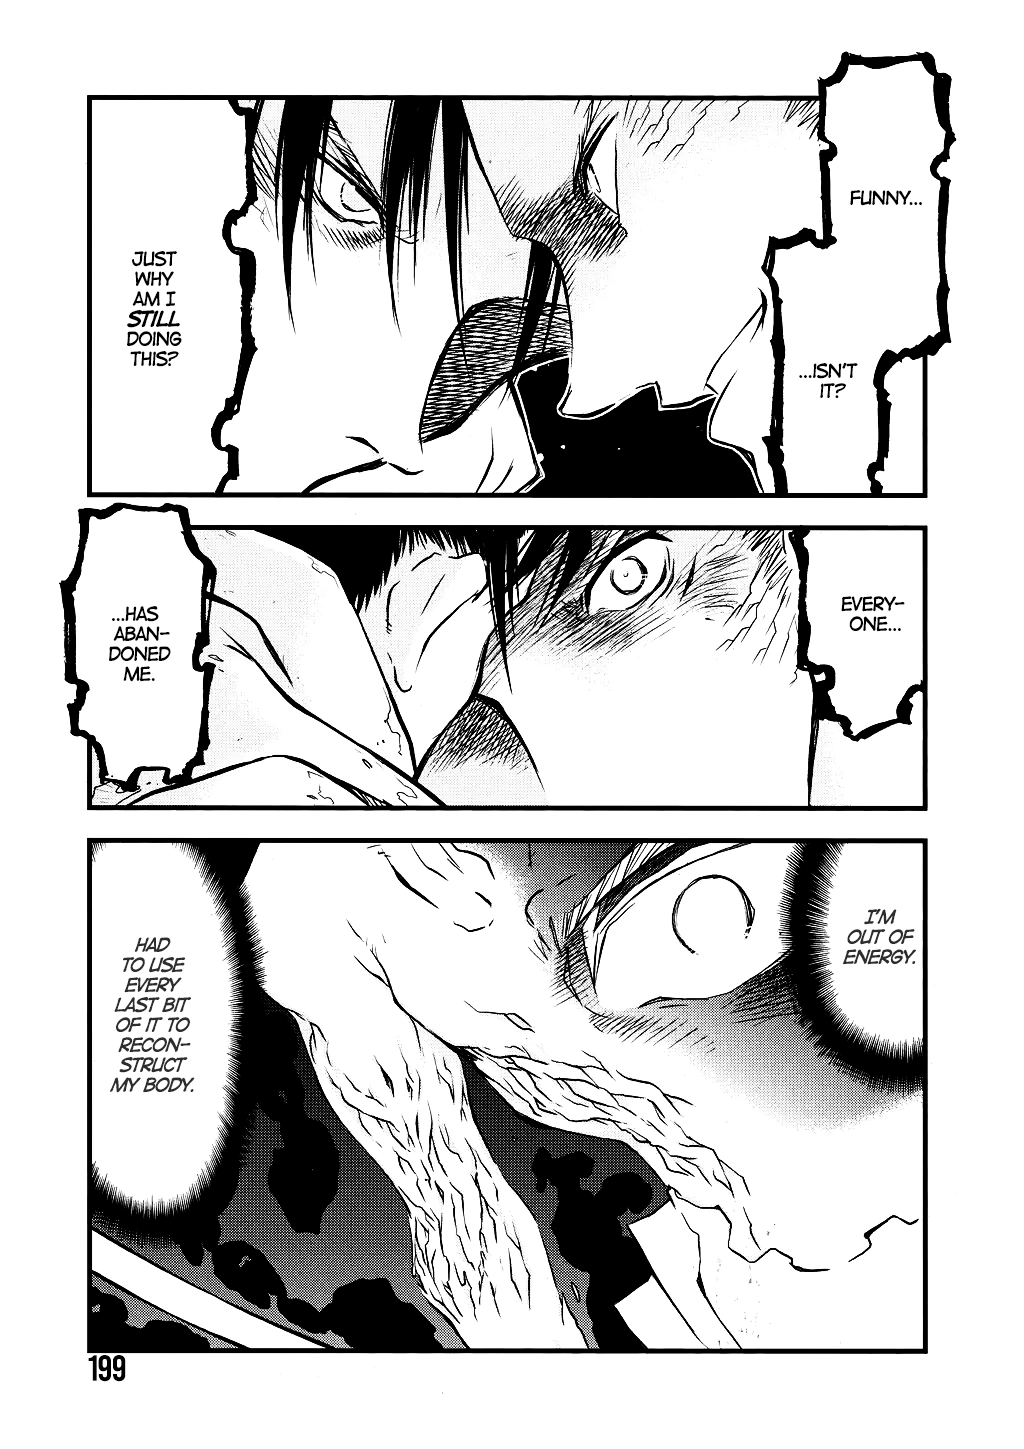 FUNNY...
...ISN'T
IT?
JUST
WHY
AM I
STILL
DOING
THIS?
EVERY-
ONE...
...HAS
ABAN-
DONED
ME.
I'M
OUT OF
ENERGY.
HAD
TO USE
EVERY
LAST BIT
OF IT TO
RECON-
STRUCT
MY BODY.
199